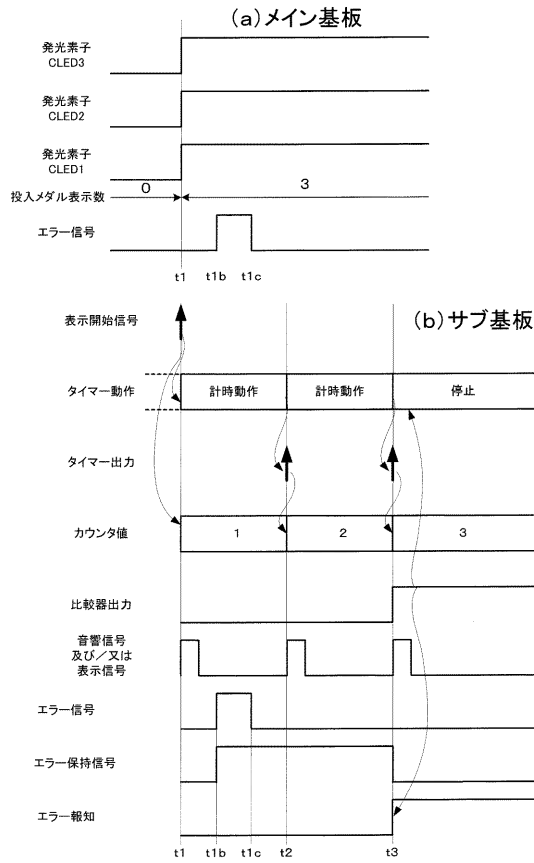 (a)メイン基板
発光素子
CLED3
発光素子
CLED2
発光素子
CLED1
0
3
投入メダル表示数
エラー信号
t1
t1b
t1c
(b)サブ基板
表示開始信号
タイマー動作
計時動作
計時動作
停止
タイマー出力
カウンタ値
1
2
3
比較器出力
音響信号
及び/又は
表示信号
エラー信号
エラー保持信号
エラー報知
t1
t1b
t1c
t2
t3